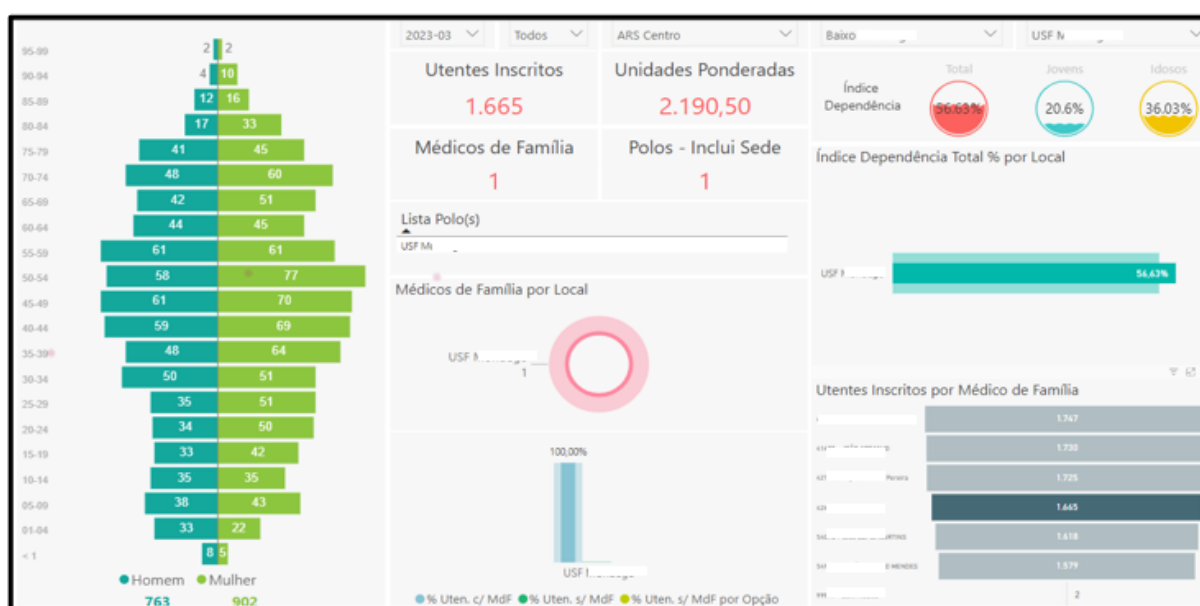 2023-03 Todos ARS Centro Baixo USF
95-99 2 2
90-94 4 10
85-89 12 16
80-84 17 33
75-79 41 45
70-74 48 60
65-69 42 51
60-64 44 45
55-59 61 61
50-54 58 77
45-49 61 70
40-44 59 69
35-39 48 64
30-34 50 51
25-29 35 51
20-24 34 50
15-19 33 42
10-14 35 35
05-09 38 43
01-04 33 22
< 1 8 5
Homem Mulher
763 902
Utentes Inscritos
1.665
Unidades Ponderadas
2.190,50
Médicos de Família
1
Polos - Inclui Sede
1
Lista Polo(s)
USF
Médicos de Família por Local
USF
1
100,00%
USF
% Uten. c/ MdF % Uten. s/ MdF % Uten. s/ MdF por Opção
Índice
Dependência
Total Jovens Idosos
56.63% 20.6% 36.03%
Índice Dependência Total % por Local
USF 56,63%
Utentes Inscritos por Médico de Família
1.747
1.730
Pereira 1.725
1.665
1.618
MENDES 1.579
2